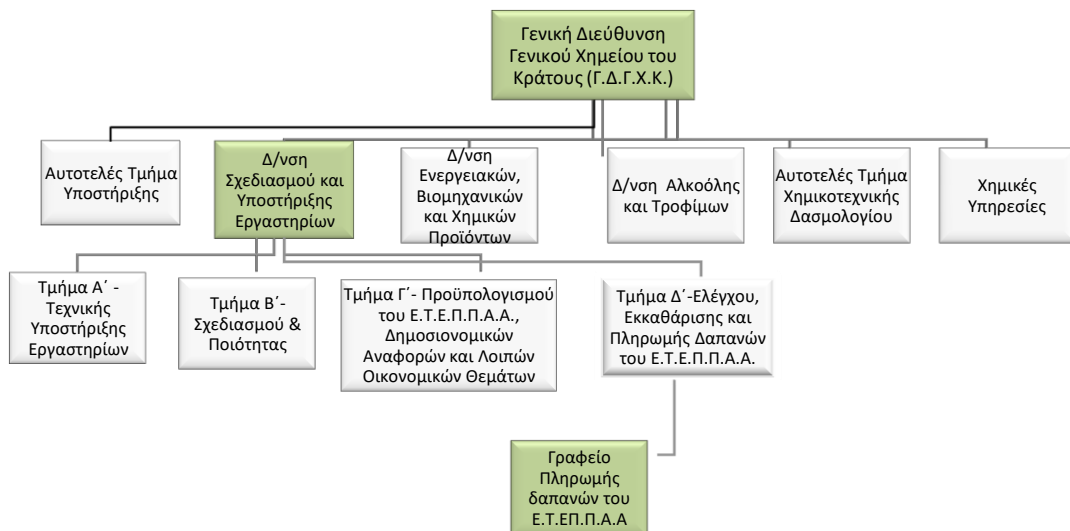 Γενική Διεύθυνση
Γενικού Χημείου του
Κράτους (Γ.Δ.Γ.Χ.Κ.)
Αυτοτελές Τμήμα
Υποστήριξης
Δ/νση
Σχεδιασμού και
Υποστήριξης
Εργαστηρίων
Δ/νση
Ενεργειακών,
Βιομηχανικών
και Χημικών
Προϊόντων
Δ/νση Αλκοόλης
και Τροφίμων
Αυτοτελές Τμήμα
Χημικοτεχνικής
Δασμολογίου
Χημικές
Υπηρεσίες
Τμήμα Α΄ -
Τεχνικής
Υποστήριξης
Εργαστηρίων
Τμήμα Β΄-
Σχεδιασμού &
Ποιότητας
Τμήμα Γ΄- Προϋπολογισμού
του Ε.Τ.Ε.Π.Π.Α.Α.,
Δημοσιονομικών
Αναφορών και Λοιπών
Οικονομικών Θεμάτων
Τμήμα Δ΄-Ελέγχου,
Εκκαθάρισης και
Πληρωμής Δαπανών
του Ε.Τ.Ε.Π.Π.Α.Α.
Γραφείο
Πληρωμής
δαπανών του
Ε.Τ.ΕΠ.Π.Α.Α